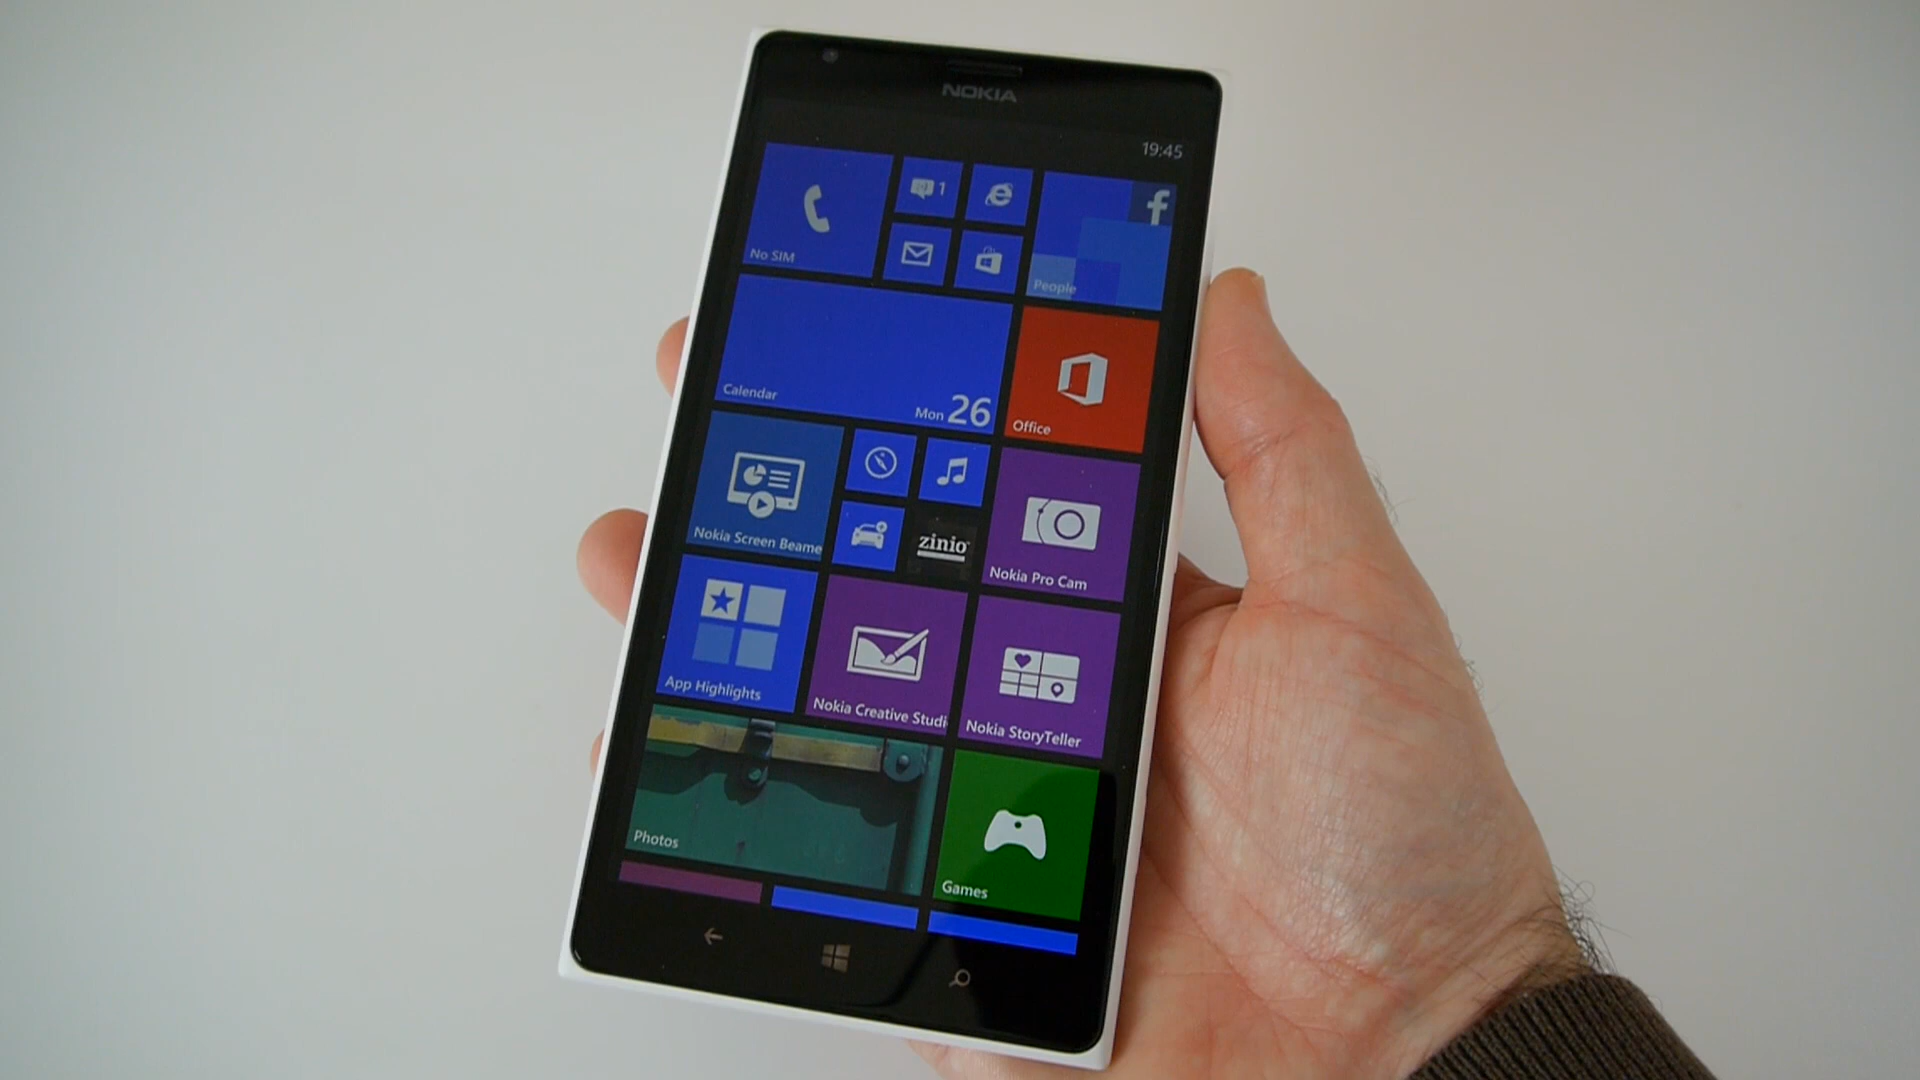 NOKIA
19:45
1
No SIM
People
Calendar
Mon 26
Office
Nokia Screen Beame
zinio
Nokia Pro Cam
App Highlights
Nokia Creative Studi
Nokia StoryTeller
Photos
Games